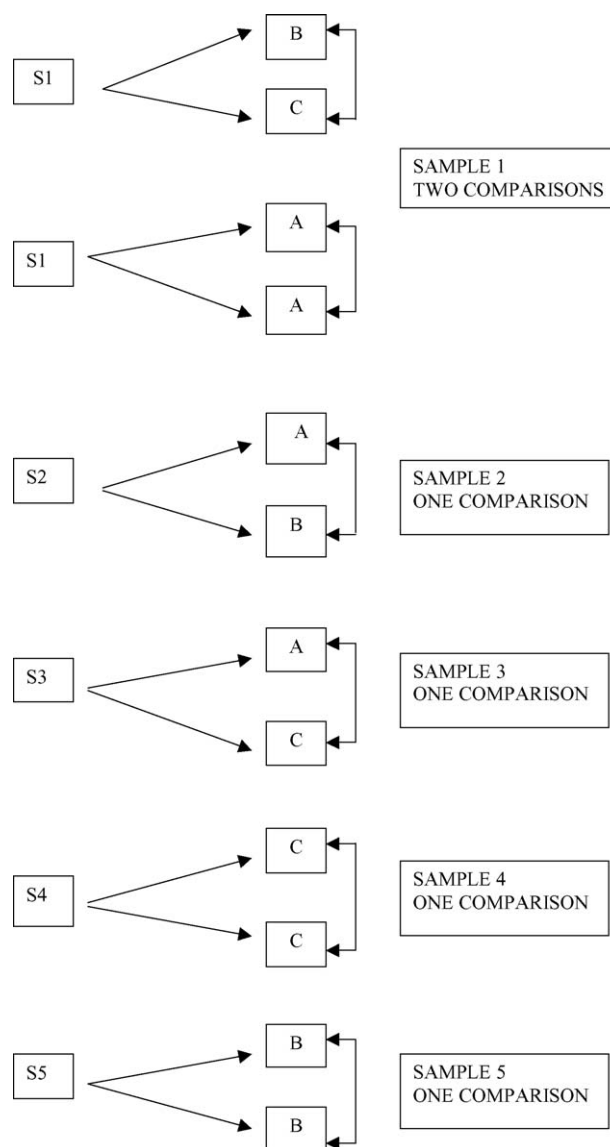 B
S1
C
SAMPLE 1
TWO COMPARISONS
A
S1
A
A
S2
SAMPLE 2
ONE COMPARISON
B
A
S3
SAMPLE 3
ONE COMPARISON
C
C
S4
SAMPLE 4
ONE COMPARISON
C
B
S5
SAMPLE 5
ONE COMPARISON
B